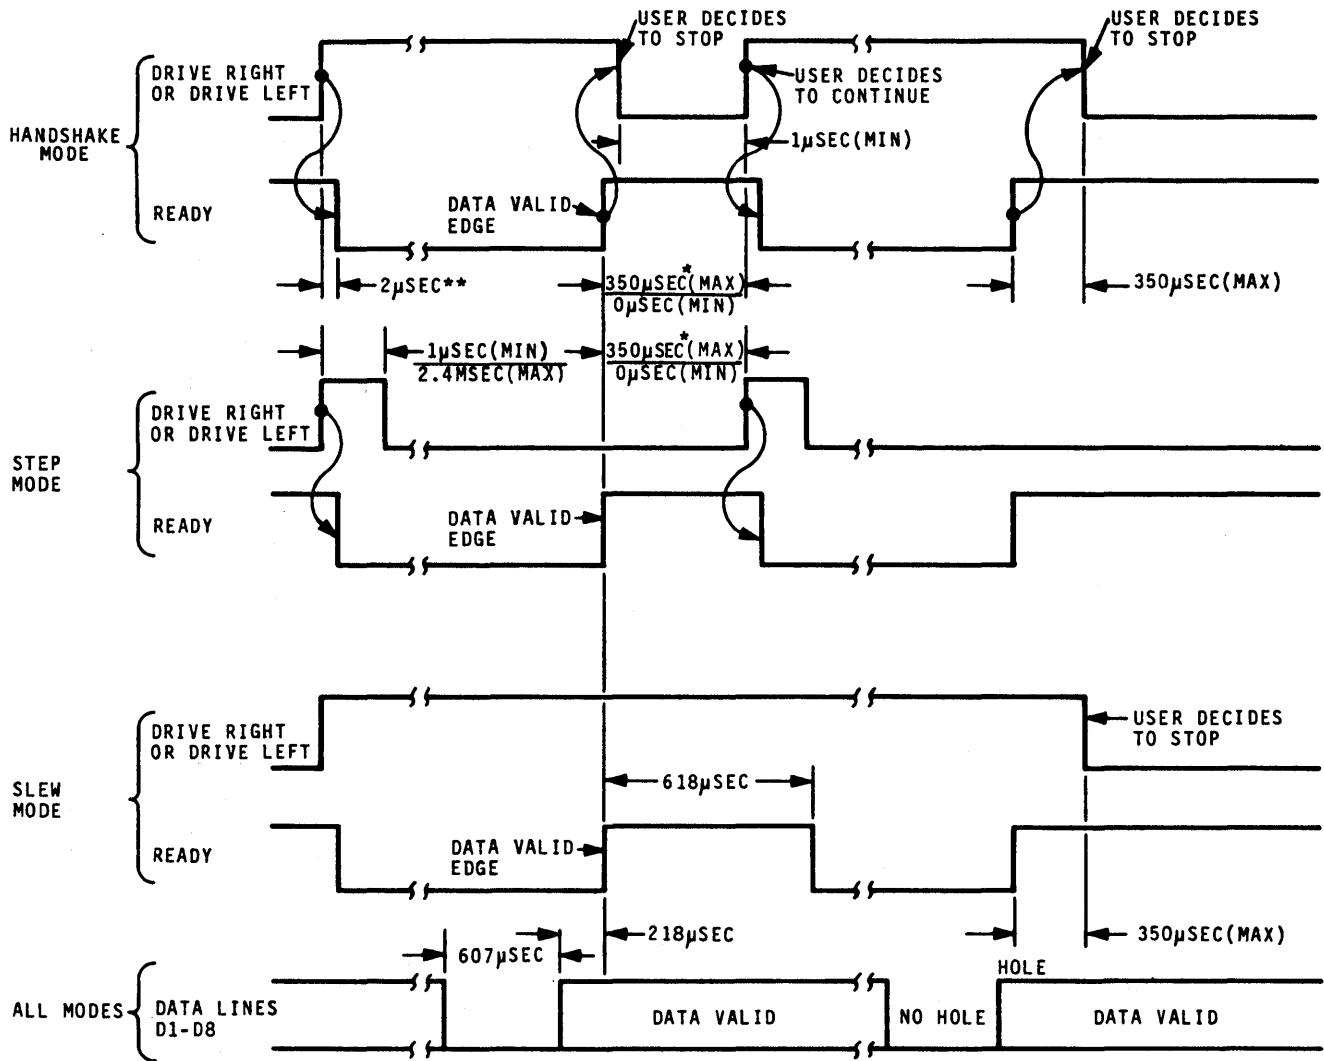 USER DECIDES
TO STOP
USER DECIDES
TO STOP
DRIVE RIGHT
OR DRIVE LEFT
USER DECIDES
TO CONTINUE
HANDSHAKE
MODE
1µSEC(MIN)
READY
DATA VALID
EDGE
2µSEC**
350µSEC*(MAX)
0µSEC(MIN)
350µSEC(MAX)
1µSEC(MIN)
2.4MSEC(MAX)
350µSEC*(MAX)
0µSEC(MIN)
DRIVE RIGHT
OR DRIVE LEFT
STEP
MODE
READY
DATA VALID
EDGE
DRIVE RIGHT
OR DRIVE LEFT
USER DECIDES
TO STOP
SLEW
MODE
618µSEC
READY
DATA VALID
EDGE
607µSEC
218µSEC
350µSEC(MAX)
HOLE
ALL MODES
DATA LINES
D1-D8
DATA VALID
NO HOLE
DATA VALID